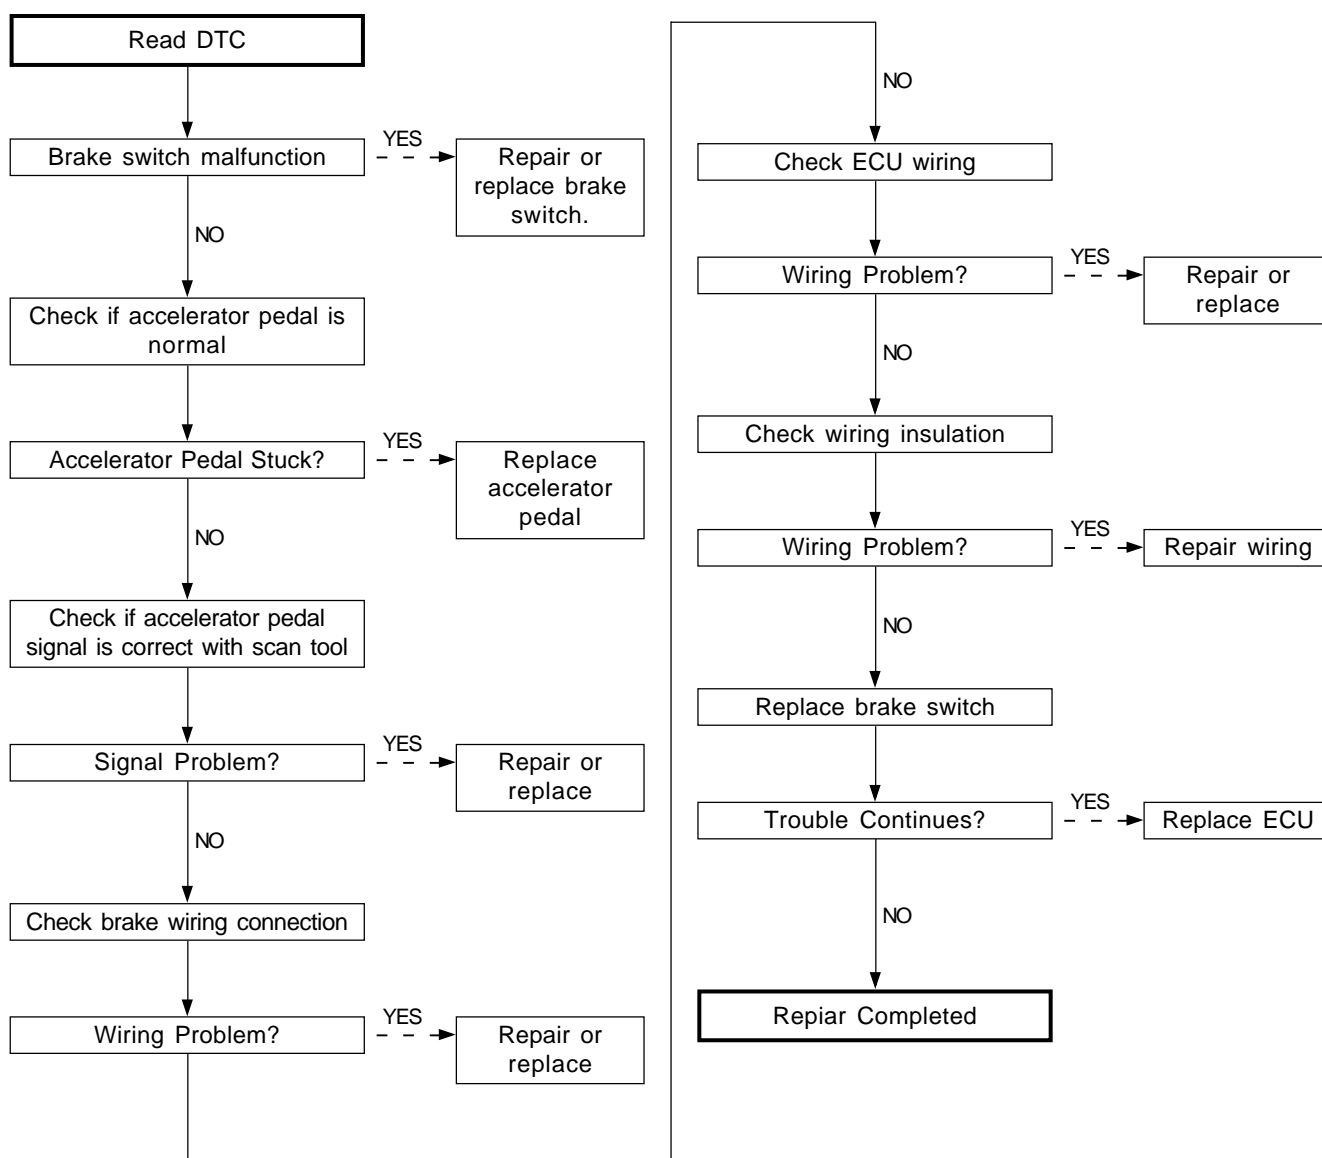 Read DTC
Brake switch malfunction
YES
Repair or
replace brake
switch.
NO
Check if accelerator pedal is
normal
Accelerator Pedal Stuck?
YES
Replace
accelerator
pedal
NO
Check if accelerator pedal
signal is correct with scan tool
Signal Problem?
YES
Repair or
replace
NO
Check brake wiring connection
Wiring Problem?
YES
Repair or
replace
NO
Check ECU wiring
Wiring Problem?
YES
Repair or
replace
NO
Check wiring insulation
Wiring Problem?
YES
Repair wiring
NO
Replace brake switch
Trouble Continues?
YES
Replace ECU
NO
Repiar Completed